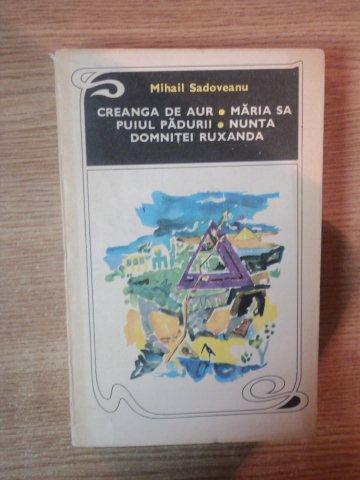 Mihail Sadoveanu
CREANGA DE AUR • MĂRIA SA
PUIUL PĂDURII • NUNTA
DOMNIȚEI RUXANDA